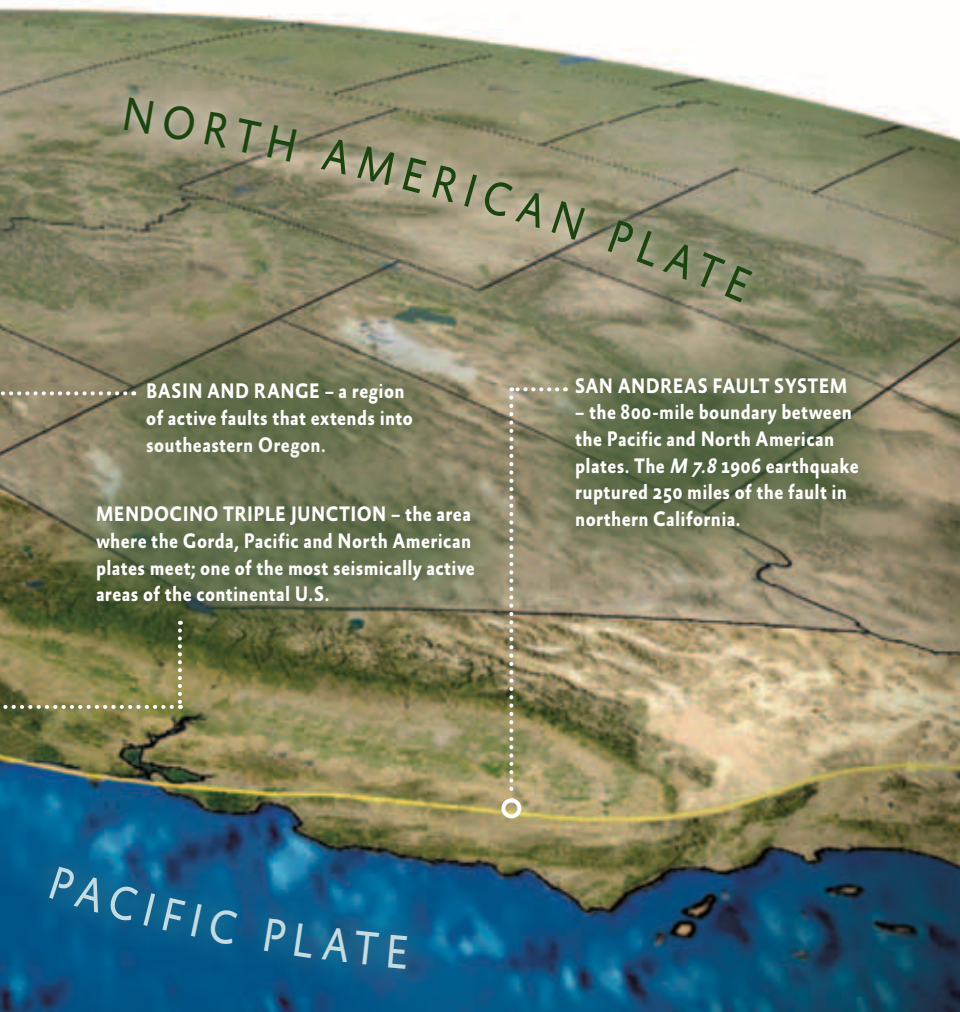 NORTH AMERICAN PLATE
BASIN AND RANGE – a region
of active faults that extends into
southeastern Oregon.
SAN ANDREAS FAULT SYSTEM
– the 800-mile boundary between
the Pacific and North American
plates. The M 7.8 1906 earthquake
ruptured 250 miles of the fault in
northern California.
MENDOCINO TRIPLE JUNCTION – the area
where the Gorda, Pacific and North American
plates meet; one of the most seismically active
areas of the continental U.S.
PACIFIC PLATE